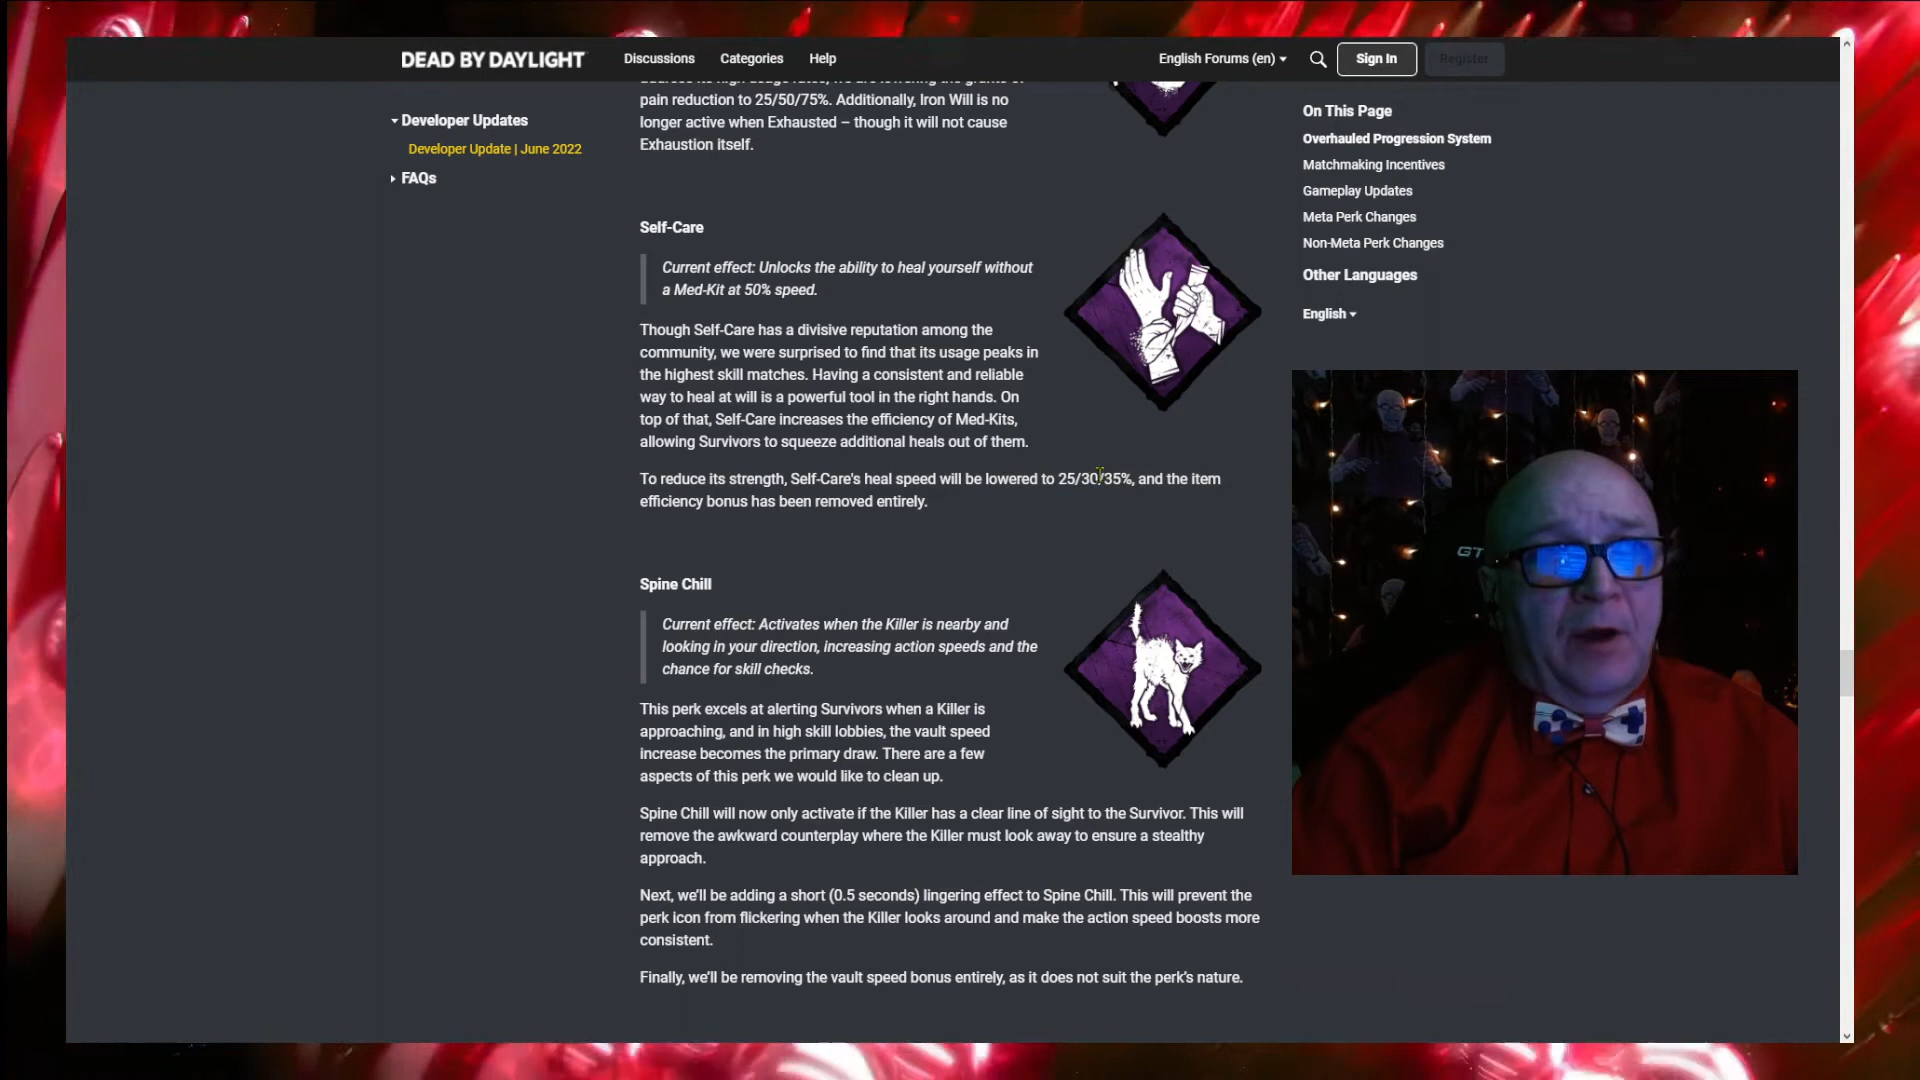 DEAD BY DAYLIGHT
Discussions
Categories
Help
English Forums (en)
Sign In
Register
Developer Updates
Developer Update | June 2022
FAQs
pain reduction to 25/50/75%. Additionally, Iron Will is no
longer active when Exhausted – though it will not cause
Exhaustion itself.
Self-Care
Current effect: Unlocks the ability to heal yourself without
a Med-Kit at 50% speed.
Though Self-Care has a divisive reputation among the
community, we were surprised to find that its usage peaks in
the highest skill matches. Having a consistent and reliable
way to heal at will is a powerful tool in the right hands. On
top of that, Self-Care increases the efficiency of Med-Kits,
allowing Survivors to squeeze additional heals out of them.
To reduce its strength, Self-Care's heal speed will be lowered to 25/30/35%, and the item
efficiency bonus has been removed entirely.
Spine Chill
Current effect: Activates when the Killer is nearby and
looking in your direction, increasing action speeds and the
chance for skill checks.
This perk excels at alerting Survivors when a Killer is
approaching, and in high skill lobbies, the vault speed
increase becomes the primary draw. There are a few
aspects of this perk we would like to clean up.
Spine Chill will now only activate if the Killer has a clear line of sight to the Survivor. This will
remove the awkward counterplay where the Killer must look away to ensure a stealthy
approach.
Next, we'll be adding a short (0.5 seconds) lingering effect to Spine Chill. This will prevent the
perk icon from flickering when the Killer looks around and make the action speed boosts more
consistent.
Finally, we'll be removing the vault speed bonus entirely, as it does not suit the perk's nature.
On This Page
Overhauled Progression System
Matchmaking Incentives
Gameplay Updates
Meta Perk Changes
Non-Meta Perk Changes
Other Languages
English
GT